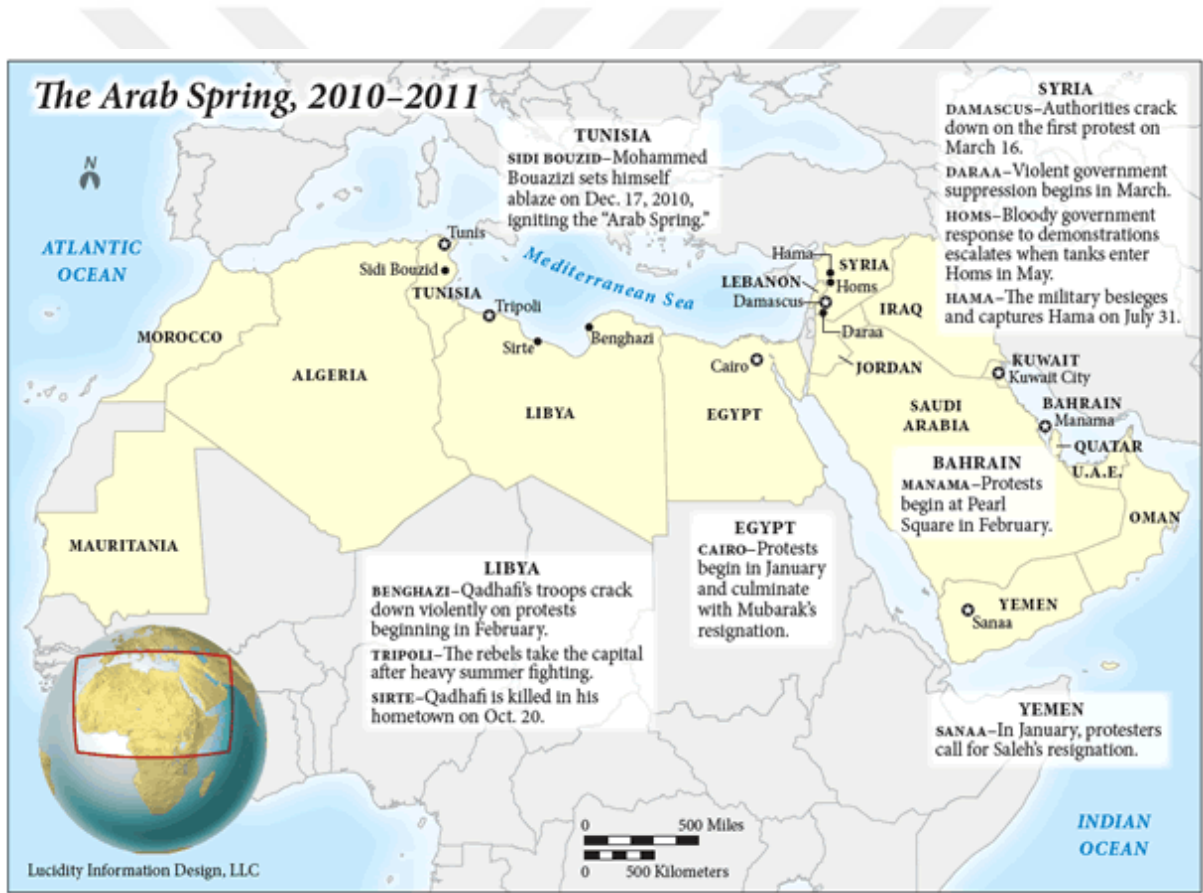 The Arab Spring, 2010–2011
N
ATLANTIC
OCEAN
TUNISIA
SIDI BOUZID–Mohammed
Bouazizi sets himself
ablaze on Dec. 17, 2010,
igniting the “Arab Spring.”
SYRIA
DAMASCUS–Authorities crack
down on the first protest on
March 16.
DARAA–Violent government
suppression begins in March.
HOMS–Bloody government
response to demonstrations
escalates when tanks enter
Homs in May.
HAMA–The military besieges
and captures Hama on July 31.
Tunis
Sidi Bouzid
TUNISIA
Mediterranean Sea
Tripoli
Sirte
Benghazi
Hama
SYRIA
LEBANON
Homs
Damascus
IRAQ
Daraa
Cairo
JORDAN
KUWAIT
Kuwait City
MOROCCO
ALGERIA
LIBYA
EGYPT
SAUDI
ARABIA
BAHRAIN
Manama
QUATAR
U.A.E.
BAHRAIN
MANAMA–Protests
begin at Pearl
Square in February.
OMAN
MAURITANIA
LIBYA
BENGHAZI–Qadhafi’s troops crack
down violently on protests
beginning in February.
TRIPOLI–The rebels take the capital
after heavy summer fighting.
SIRTE–Qadhafi is killed in his
hometown on Oct. 20.
EGYPT
CAIRO–Protests
begin in January
and culminate
with Mubarak’s
resignation.
YEMEN
Sanaa
YEMEN
SANAA–In January, protesters
call for Saleh’s resignation.
0 500 Miles
0 500 Kilometers
INDIAN
OCEAN
Lucidity Information Design, LLC